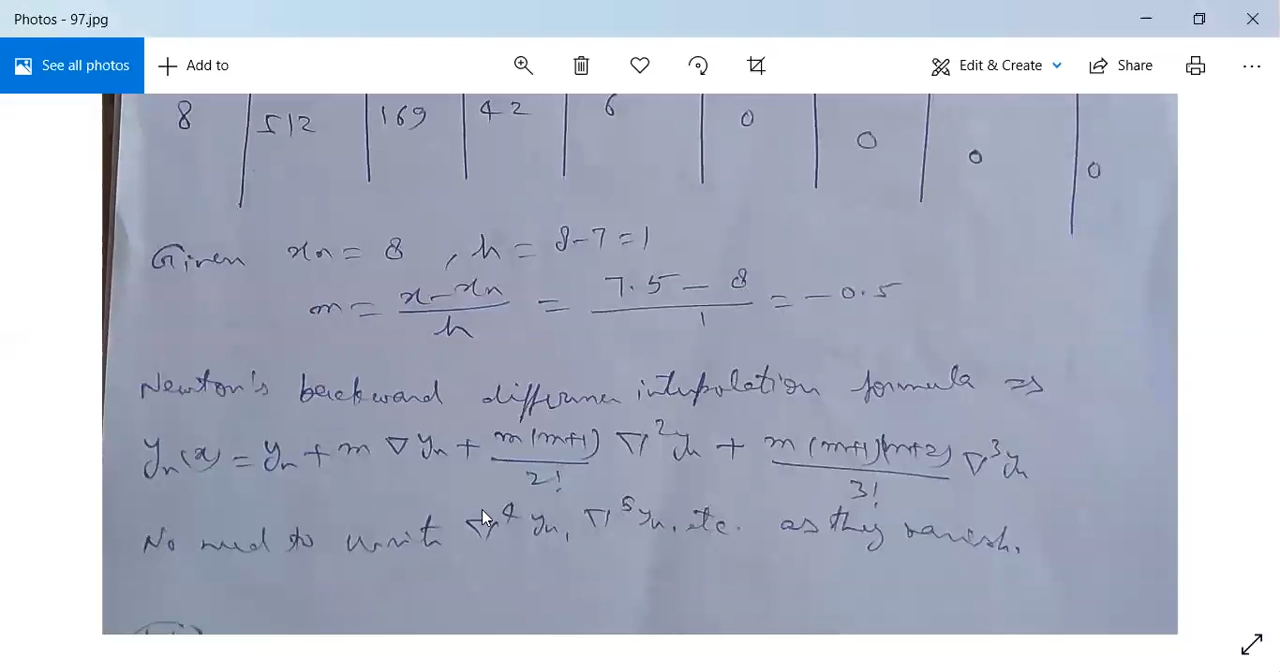 Photos - 97.jpg
See all photos
Add to
Edit & Create
Share
8 | 512 | 169 | 42 | 6 | 0 | 0 | 0 | 0
Given xn = 8 , h = 8-7 = 1
m = (x - xn)/h = (7.5 - 8)/1 = -0.5
Newton's backward difference interpolation formula ⇒
yn(x) = yn + m ∇yn + m(m+1)/2! ∇²yn + m(m+1)(m+2)/3! ∇³yn
No need to write ∇⁴yn, ∇⁵yn, etc. as they vanish.